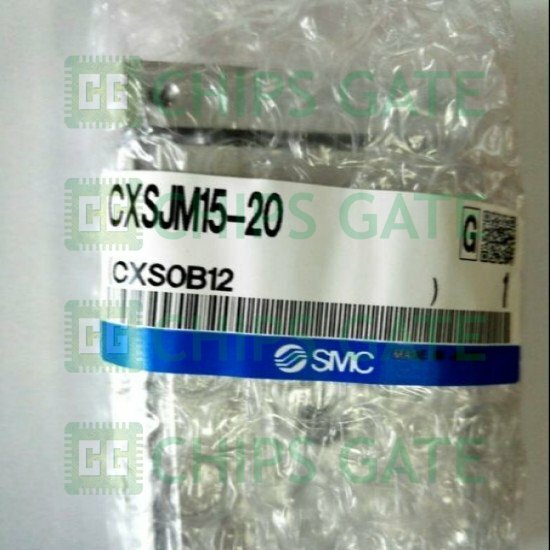 CHIPS GATE
CXSJM15-20
G
CHIPS GATE
CXSOB12
) 1
CHIPS GATE
SMC
CHIPS GATE